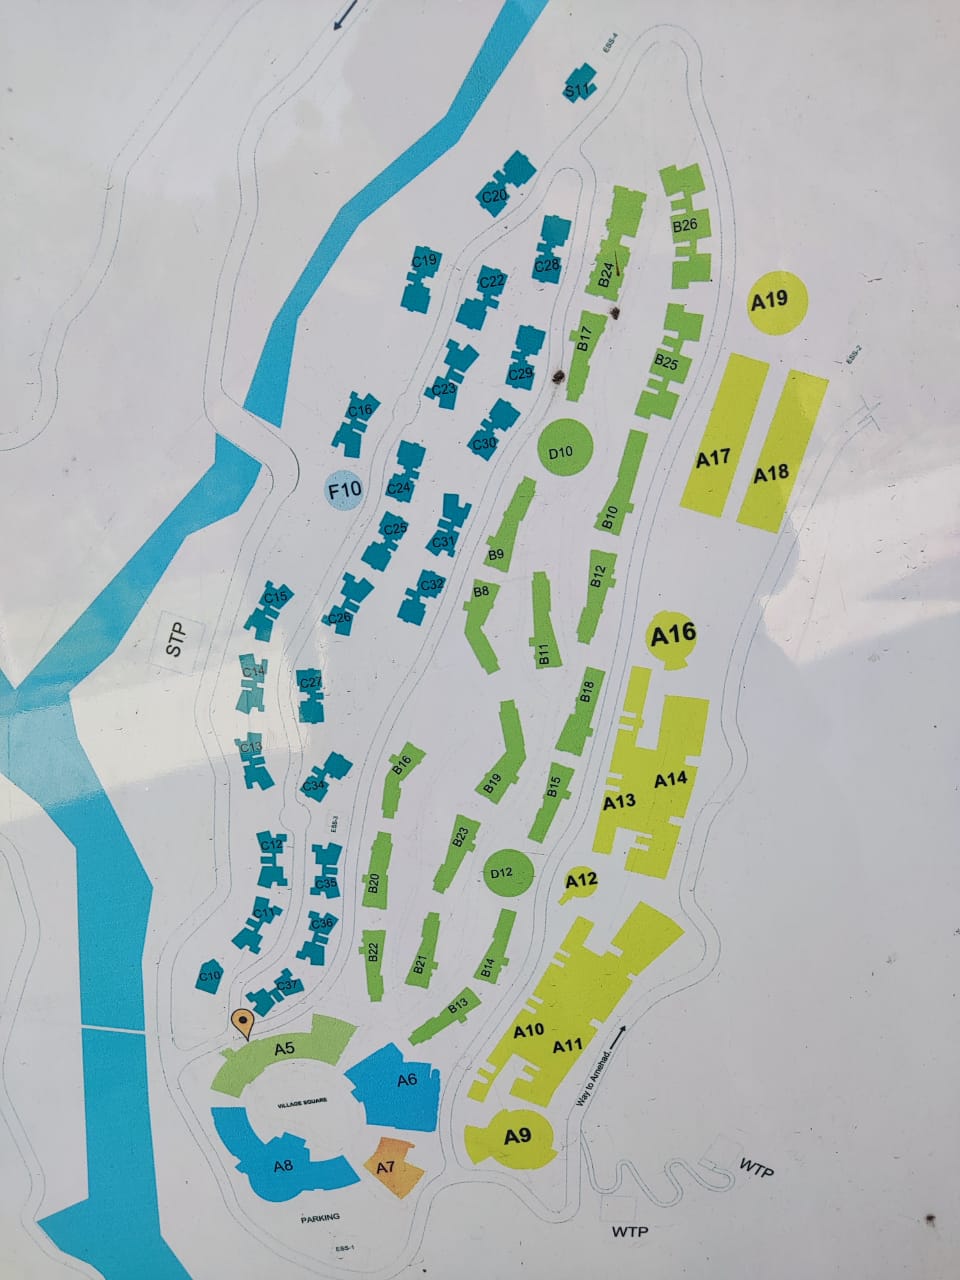 ESS-4
S11
C20
B26
C19
C28
B24
C22
A19
B17
ESS-2
B25
C29
C23
C16
C30
D10
A17
A18
C24
F10
B10
C25
C31
B9
B12
C32
B8
C15
C26
STP
A16
B11
C14
C27
B18
C13
B16
C34
B19
A14
B15
A13
ESS-3
B23
C12
D12
A12
C35
B20
C11
C36
B22
B21
B14
C10
C37
B13
A10
A5
A11
Way to Amehad.
A6
VILLAGE SQUARE
A9
A8
A7
WTP
PARKING
WTP
ESS-1